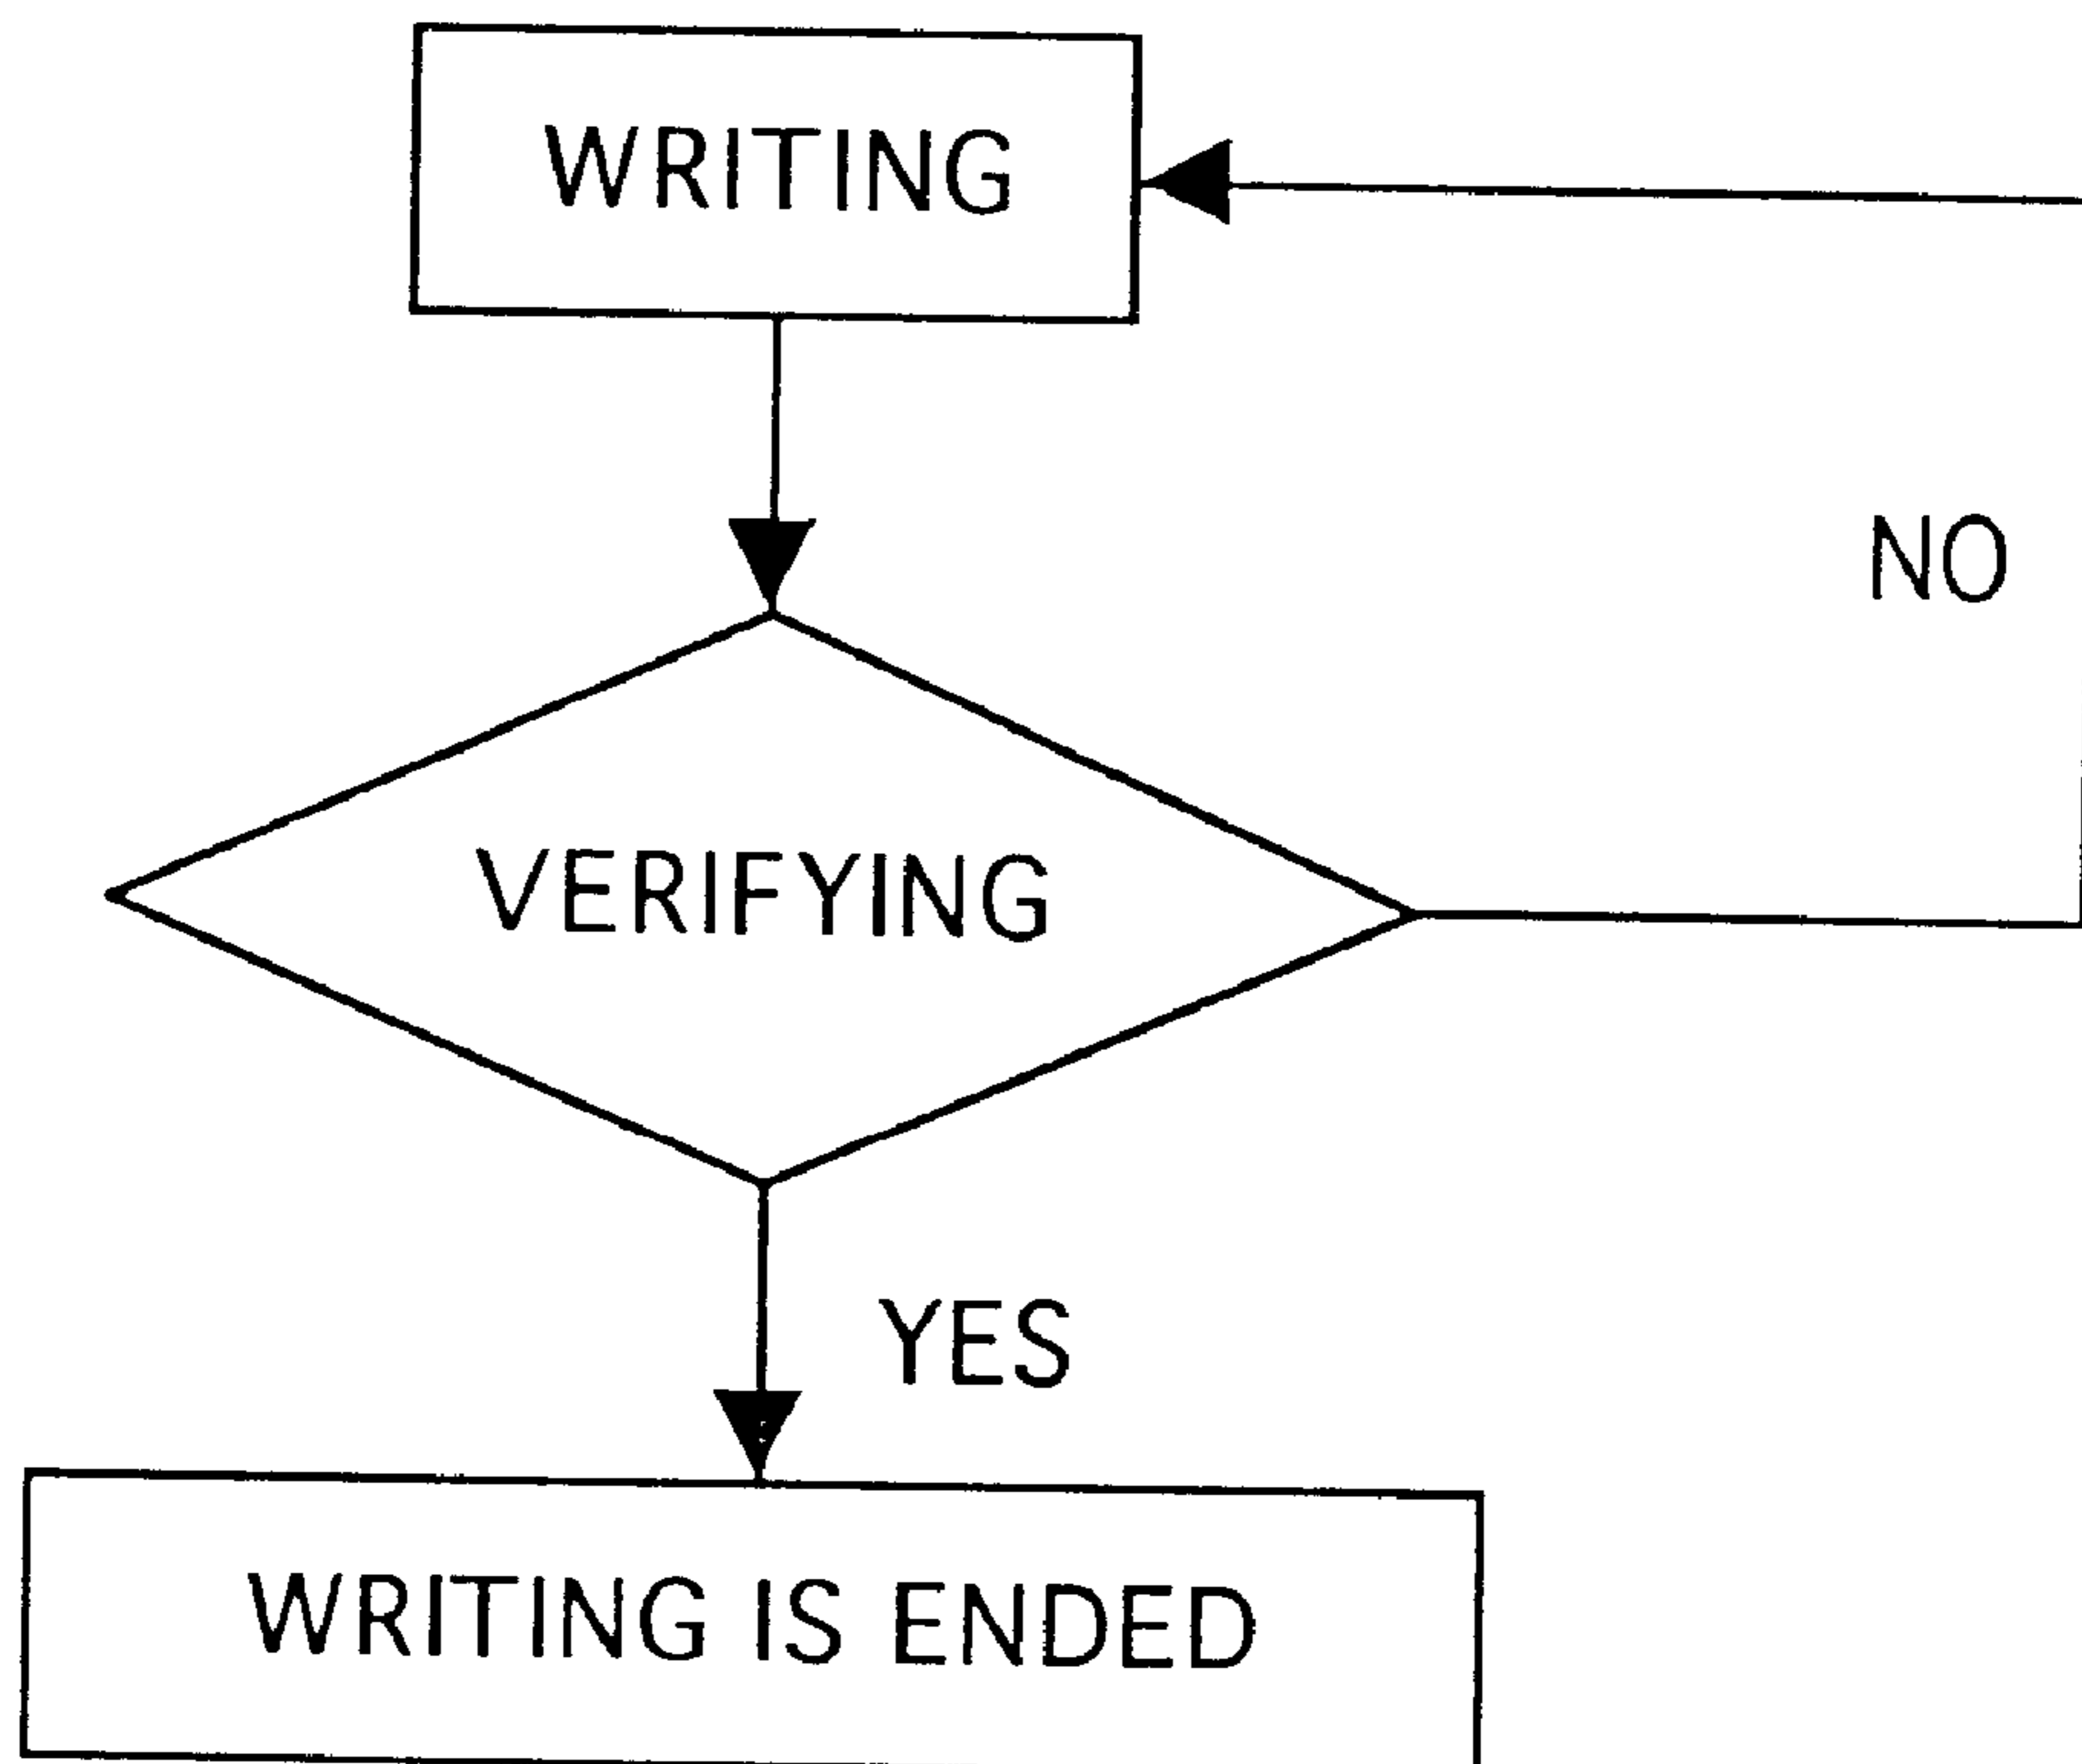 WRITING
NO
VERIFYING
YES
WRITING IS ENDED